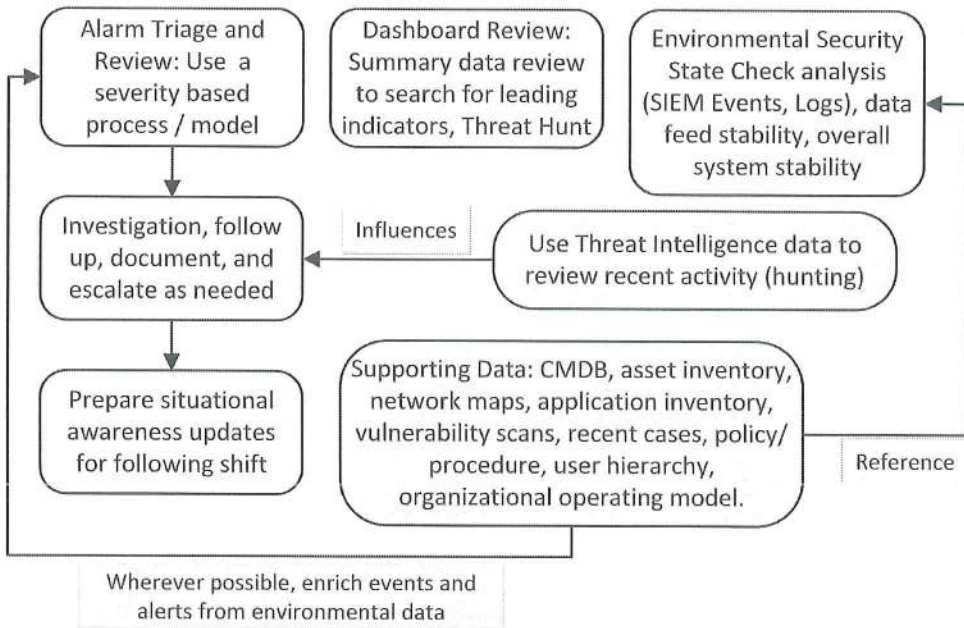 Alarm Triage and
Review: Use a
severity based
process / model
Dashboard Review:
Summary data review
to search for leading
indicators, Threat Hunt
Environmental Security
State Check analysis
(SIEM Events, Logs), data
feed stability, overall
system stability
Investigation, follow
up, document, and
escalate as needed
Influences
Use Threat Intelligence data to
review recent activity (hunting)
Prepare situational
awareness updates
for following shift
Supporting Data: CMDB, asset inventory,
network maps, application inventory,
vulnerability scans, recent cases, policy/
procedure, user hierarchy,
organizational operating model.
Reference
Wherever possible, enrich events and
alerts from environmental data